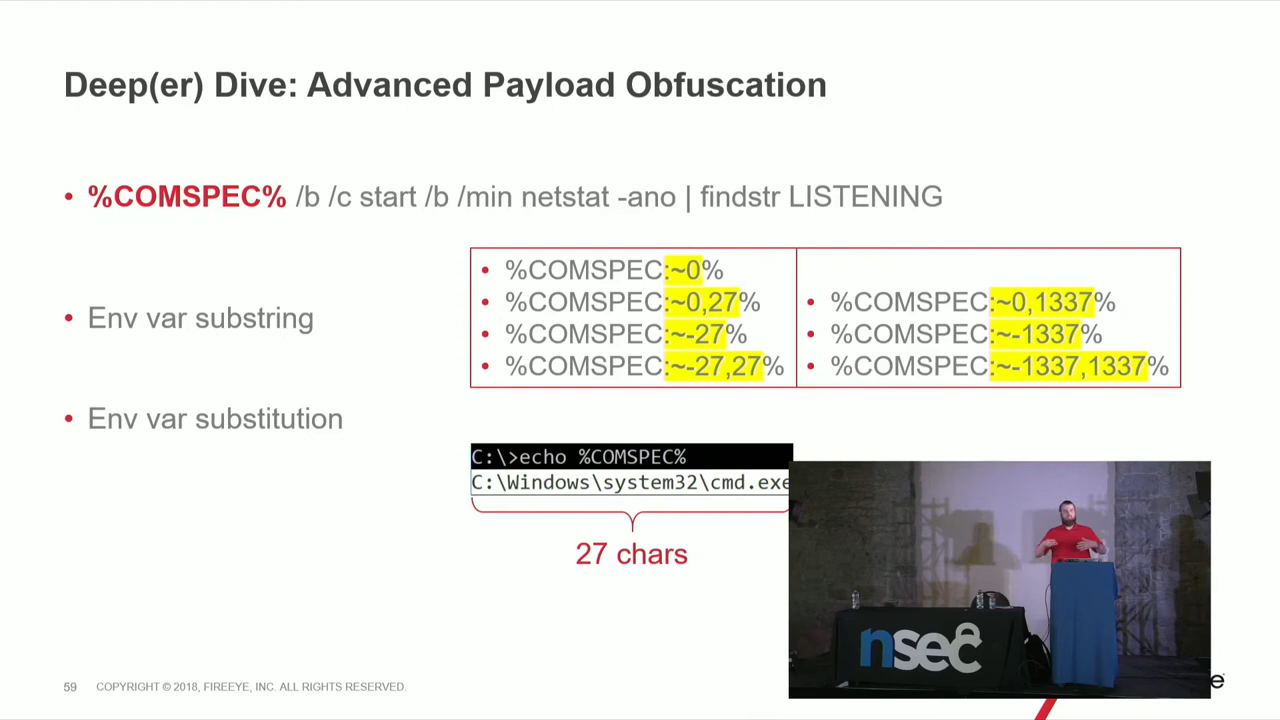 Deep(er) Dive: Advanced Payload Obfuscation
• %COMSPEC% /b /c start /b /min netstat -ano | findstr LISTENING
• Env var substring
• %COMSPEC:~0%
• %COMSPEC:~0,27%
• %COMSPEC:~-27%
• %COMSPEC:~-27,27%
• %COMSPEC:~0,1337%
• %COMSPEC:~-1337%
• %COMSPEC:~-1337,1337%
• Env var substitution
C:\>echo %COMSPEC%
C:\Windows\system32\cmd.exe
27 chars
nsec
59 COPYRIGHT © 2018, FIREEYE, INC. ALL RIGHTS RESERVED.